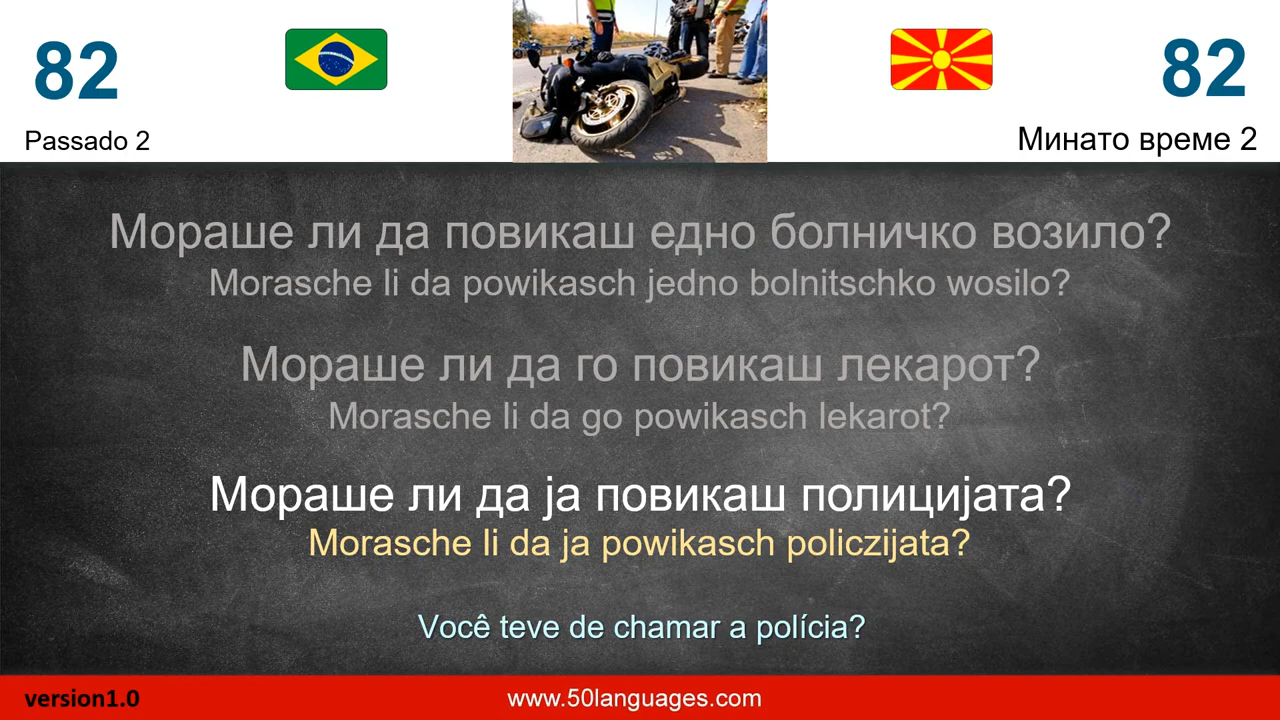 82
82
Passado 2
Минато време 2
Мораше ли да повикаш едно болничко возило?
Morasche li da powikasch jedno bolnitschko wosilo?
Мораше ли да го повикаш лекарот?
Morasche li da go powikasch lekarot?
Мораше ли да ја повикаш полицијата?
Morasche li da ja powikasch policzijata?
Você teve de chamar a polícia?
version1.0
www.50languages.com